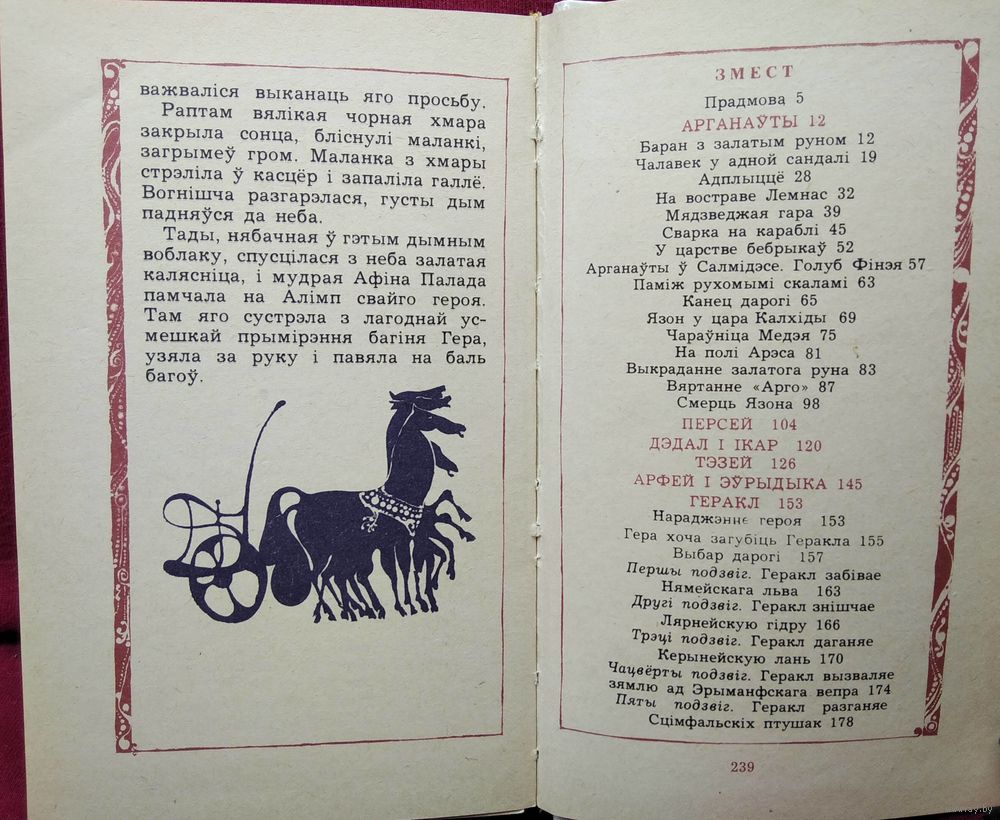 важваліся выканаць яго просьбу.
Раптам вялікая чорная хмара
закрыла сонца, бліснулі маланкі,
загрымеў гром. Маланка з хмары
стрэліла ў касцёр і запаліла галлё.
Вогнішча разгарэлася, густы дым
падняўся да неба.
Тады, нябачная ў гэтым дымным
воблаку, спусцілася з неба залатая
калясніца, і мудрая Афіна Палада
памчала на Алімп свайго героя.
Там яго сустрэла з лагоднай ус-
мешкай прымірэння багіня Гера,
узяла за руку і павяла на баль
багоў.
ЗМЕСТ
Прадмова 5
АРГАНАЎТЫ 12
Баран з залатым руном 12
Чалавек у адной сандалі 19
Адплыццё 28
На востраве Лемнас 32
Мядзведжая гара 39
Сварка на караблі 45
У царстве бебрыкаў 52
Арганаўты ў Салмідэсе. Голуб Фінэя 57
Паміж рухомымі скаламі 63
Канец дарогі 65
Язон у цара Калхіды 69
Чараўніца Медэя 75
На полі Арэса 81
Выкраданне залатога руна 83
Вяртанне «Арго» 87
Смерць Язона 98
ПЕРСЕЙ 104
ДЭДАЛ І ІКАР 120
ТЭЗЕЙ 126
АРФЕЙ І ЭЎРЫДЫКА 145
ГЕРАКЛ 153
Нараджэнне героя 153
Гера хоча загубіць Геракла 155
Выбар дарогі 157
Першы подзвіг. Геракл забівае
Нямейскага льва 163
Другі подзвіг. Геракл знішчае
Лярнейскую гідру 166
Трэці подзвіг. Геракл даганяе
Керынейскую лань 170
Чацвёрты подзвіг. Геракл вызваляе
зямлю ад Эрыманфскага вепра 174
Пяты подзвіг. Геракл разганяе
Сцімфальскіх птушак 178
239